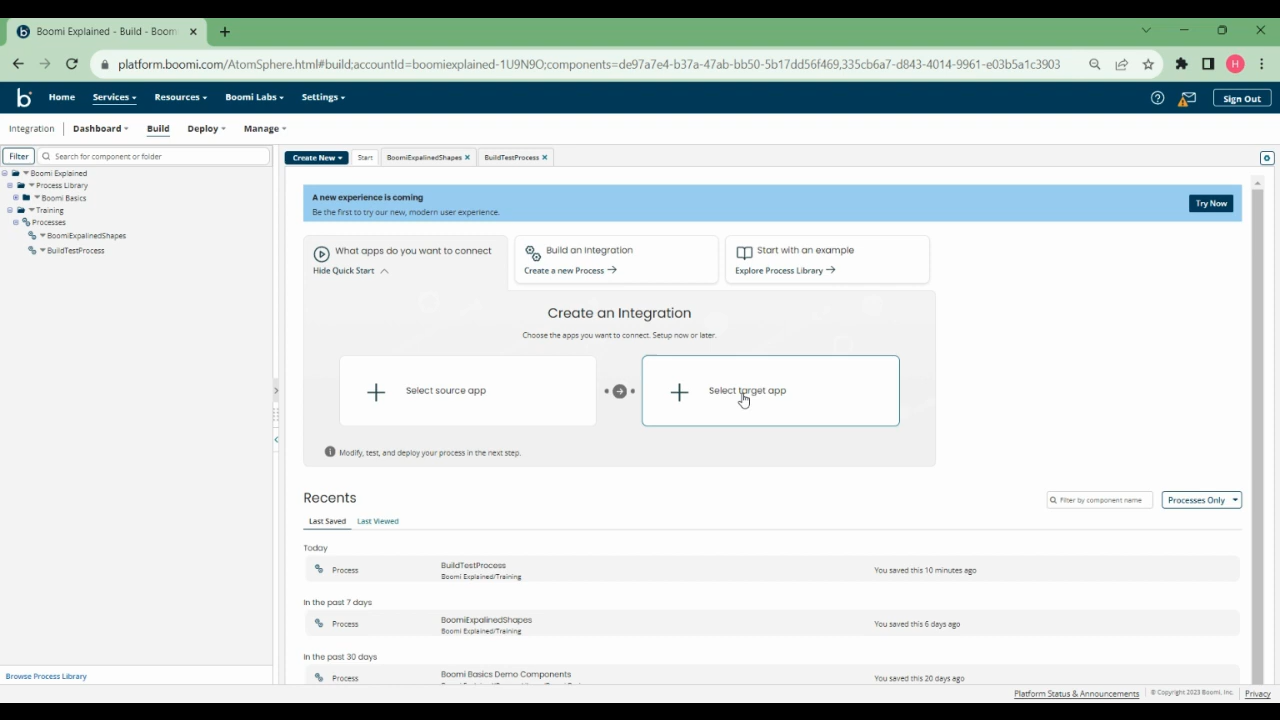 Boomi Explained - Build - Boom
platform.boomi.com/AtomSphere.html#build;accountId=boomiexplained-1U9N9O;components=de97a7e4-b37a-47ab-bb50-5b17dd56f469,335cb6a7-d843-4014-9961-e03b5a1c3903
H
b Home Services Resources Boomi Labs Settings Sign Out
Integration Dashboard Build Deploy Manage
Filter Search for component or folder
Create New Start BoomiExpalinedShapes BuildTestProcess
Boomi Explained
Process Library
Boomi Basics
Training
Processes
BoomiExpalinedShapes
BuildTestProcess
A new experience is coming
Be the first to try our new, modern user experience.
Try Now
What apps do you want to connect
Hide Quick Start
Build an Integration
Create a new Process
Start with an example
Explore Process Library
Create an Integration
Choose the apps you want to connect. Setup now or later.
Select source app
Select target app
Modify, test, and deploy your process in the next step.
Recents
Filter by component name
Processes Only
Last Saved Last Viewed
Today
Process BuildTestProcess You saved this 10 minutes ago
Boomi Explained/Training
In the past 7 days
Process BoomiExpalinedShapes You saved this 6 days ago
Boomi Explained/Training
In the past 30 days
Process Boomi Basics Demo Components You saved this 20 days ago
Browse Process Library
Platform Status & Announcements © Copyright 2023 Boomi, Inc. Privacy